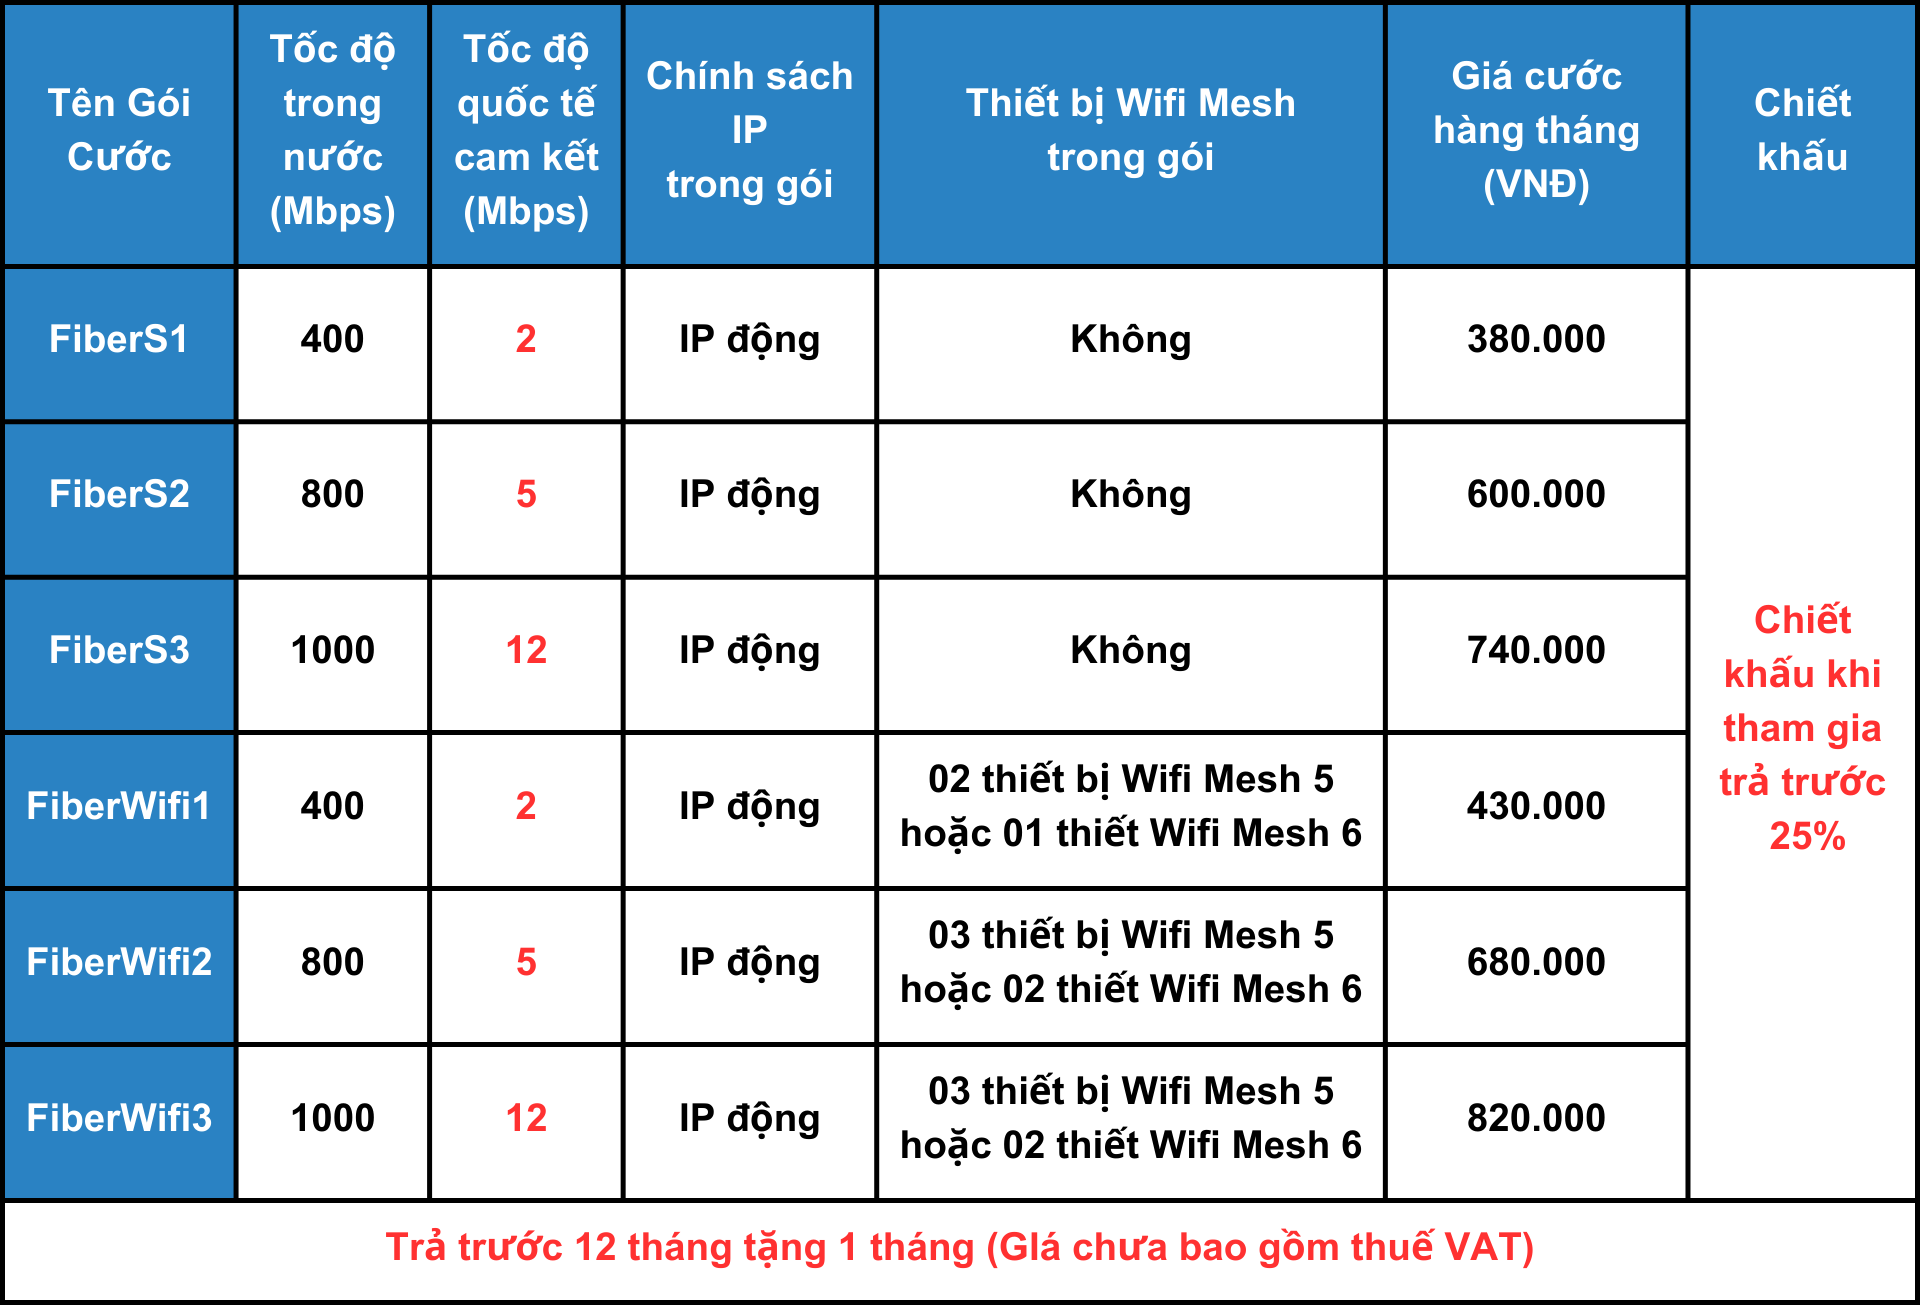 Tên Gói
Cước
Tốc độ
trong
nước
(Mbps)
Tốc độ
quốc tế
cam kết
(Mbps)
Chính sách
IP
trong gói
Thiết bị Wifi Mesh
trong gói
Giá cước
hàng tháng
(VNĐ)
Chiết
khấu
FiberS1
400
2
IP động
Không
380.000
FiberS2
800
5
IP động
Không
600.000
FiberS3
1000
12
IP động
Không
740.000
FiberWifi1
400
2
IP động
02 thiết bị Wifi Mesh 5
hoặc 01 thiết Wifi Mesh 6
430.000
FiberWifi2
800
5
IP động
03 thiết bị Wifi Mesh 5
hoặc 02 thiết Wifi Mesh 6
680.000
FiberWifi3
1000
12
IP động
03 thiết bị Wifi Mesh 5
hoặc 02 thiết Wifi Mesh 6
820.000
Chiết
khấu khi
tham gia
trả trước
25%
Trả trước 12 tháng tặng 1 tháng (GIá chưa bao gồm thuế VAT)